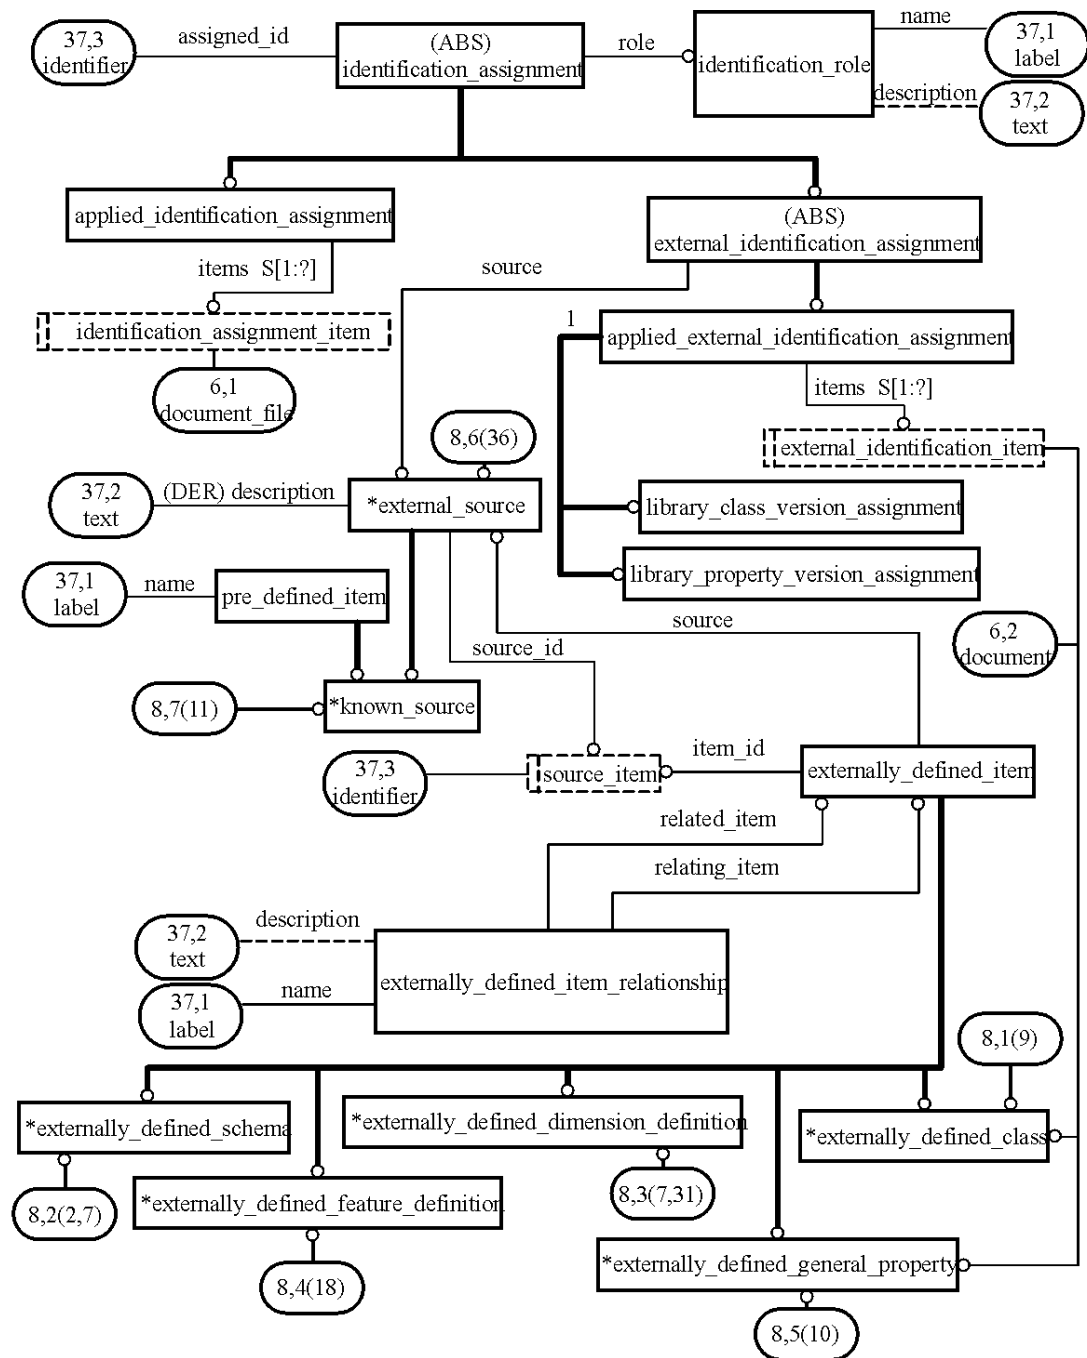 name
37,3
identifier
assigned_id
(ABS)
identification_assignment
role
identification_role
37,1
label
description
37,2
text
applied_identification_assignment
(ABS)
external_identification_assignment
items S[1:?]
source
identification_assignment_item
1
applied_external_identification_assignment
6,1
document_file
items S[1:?]
8,6(36)
external_identification_item
37,2
text
(DER) description
*external_source
library_class_version_assignment
37,1
label
name
pre_defined_item
library_property_version_assignment
source
source_id
6,2
document
8,7(11)
*known_source
37,3
identifier
source_item
item_id
externally_defined_item
related_item
relating_item
description
37,2
text
externally_defined_item_relationship
name
37,1
label
8,1(9)
*externally_defined_schema
*externally_defined_dimension_definition
*externally_defined_class
8,2(2,7)
*externally_defined_feature_definition
8,3(7,31)
*externally_defined_general_property
8,4(18)
8,5(10)